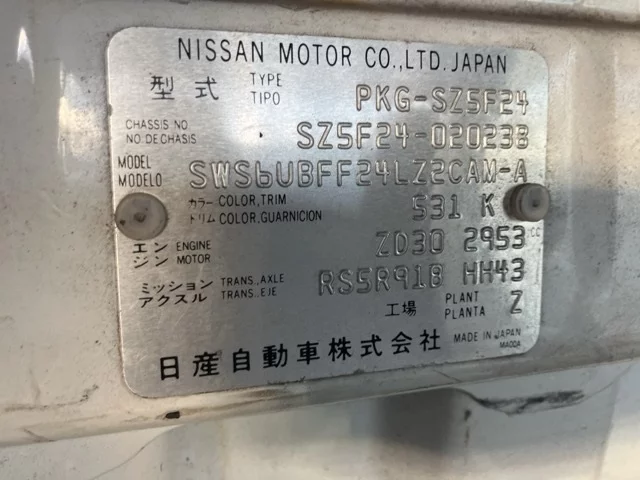 NISSAN MOTOR CO.,LTD. JAPAN
型式 TYPE TIPO PKG-SZ5F24
CHASSIS NO. NO. DE CHASIS SZ5F24-020238
MODEL MODELO SWS6UBFF24LZ2CAM-A
カラー COLOR,TRIM トリム COLOR,GUARNICION 531 K
エンジン ENGINE MOTOR ZD30 2953 CC
ミッション TRANS.,AXLE アクスル TRANS.,EJE RS5R91B HH43
工場 PLANT PLANTA Z
日産自動車株式会社 MADE IN JAPAN